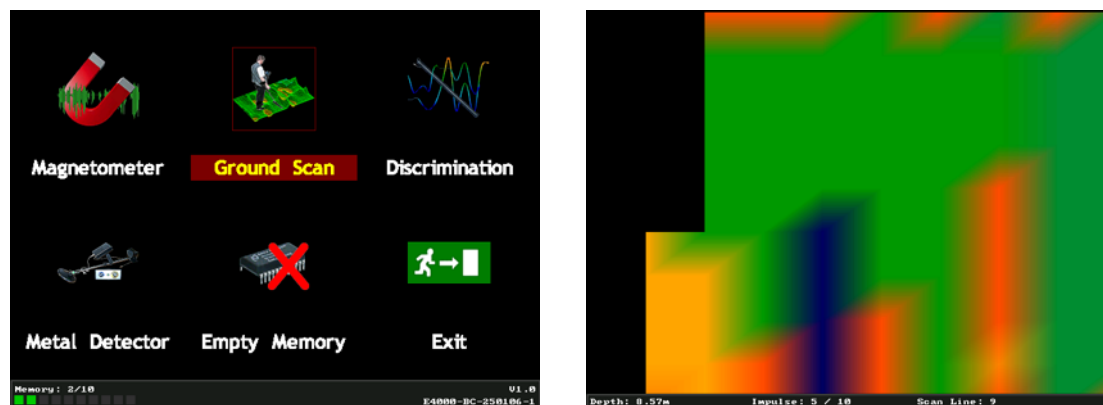 Magnetometer
Ground Scan
Discrimination
Metal Detector
Empty Memory
Exit
Memory: 2/10
V1.0
E4000-BC-250106-1
Depth: 8.57m
Impulse: 5 / 10
Scan Line: 9